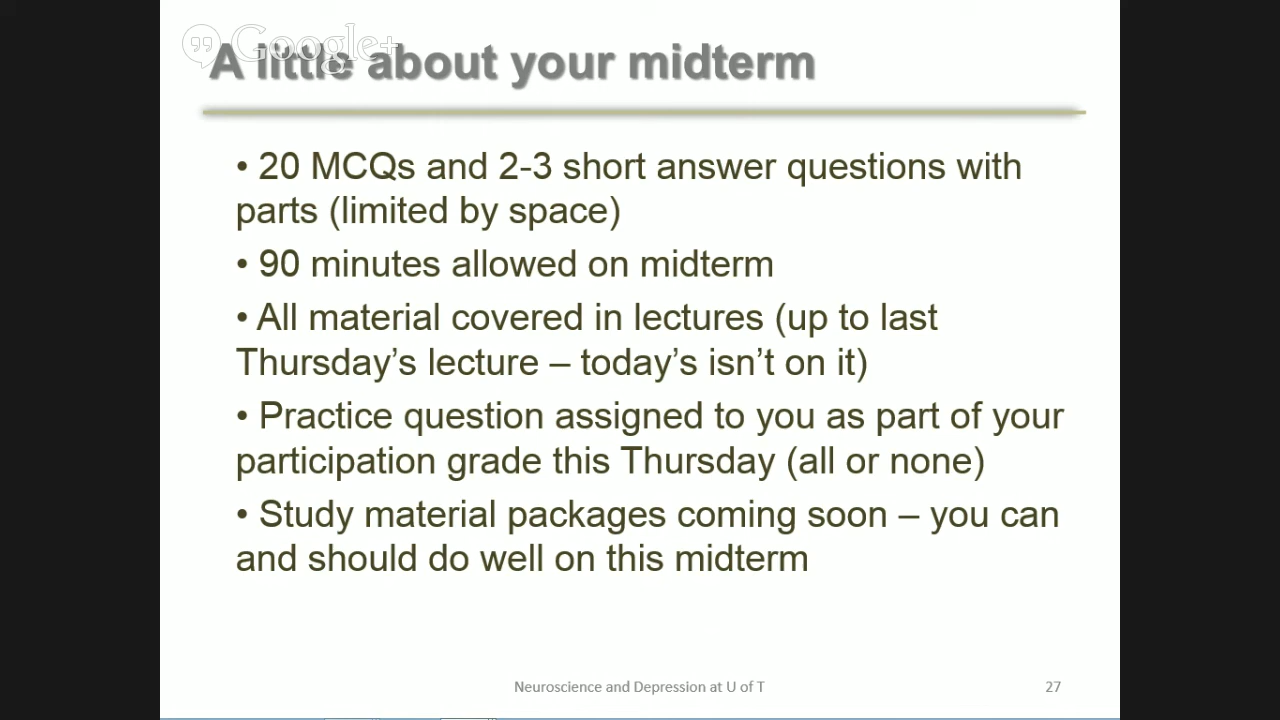 Google+
A little about your midterm
• 20 MCQs and 2-3 short answer questions with
parts (limited by space)
• 90 minutes allowed on midterm
• All material covered in lectures (up to last
Thursday’s lecture – today’s isn’t on it)
• Practice question assigned to you as part of your
participation grade this Thursday (all or none)
• Study material packages coming soon – you can
and should do well on this midterm
Neuroscience and Depression at U of T
27